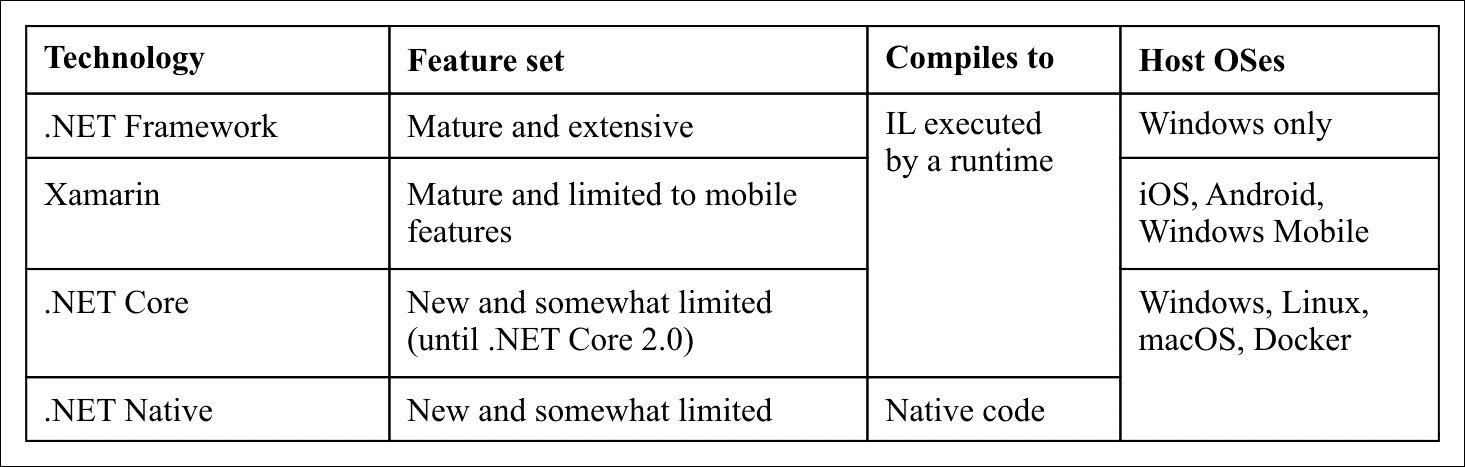 Technology
Feature set
Compiles to
Host OSes
.NET Framework
Mature and extensive
IL executed
by a runtime
Windows only
Xamarin
Mature and limited to mobile
features
iOS, Android,
Windows Mobile
.NET Core
New and somewhat limited
(until .NET Core 2.0)
Windows, Linux,
macOS, Docker
.NET Native
New and somewhat limited
Native code